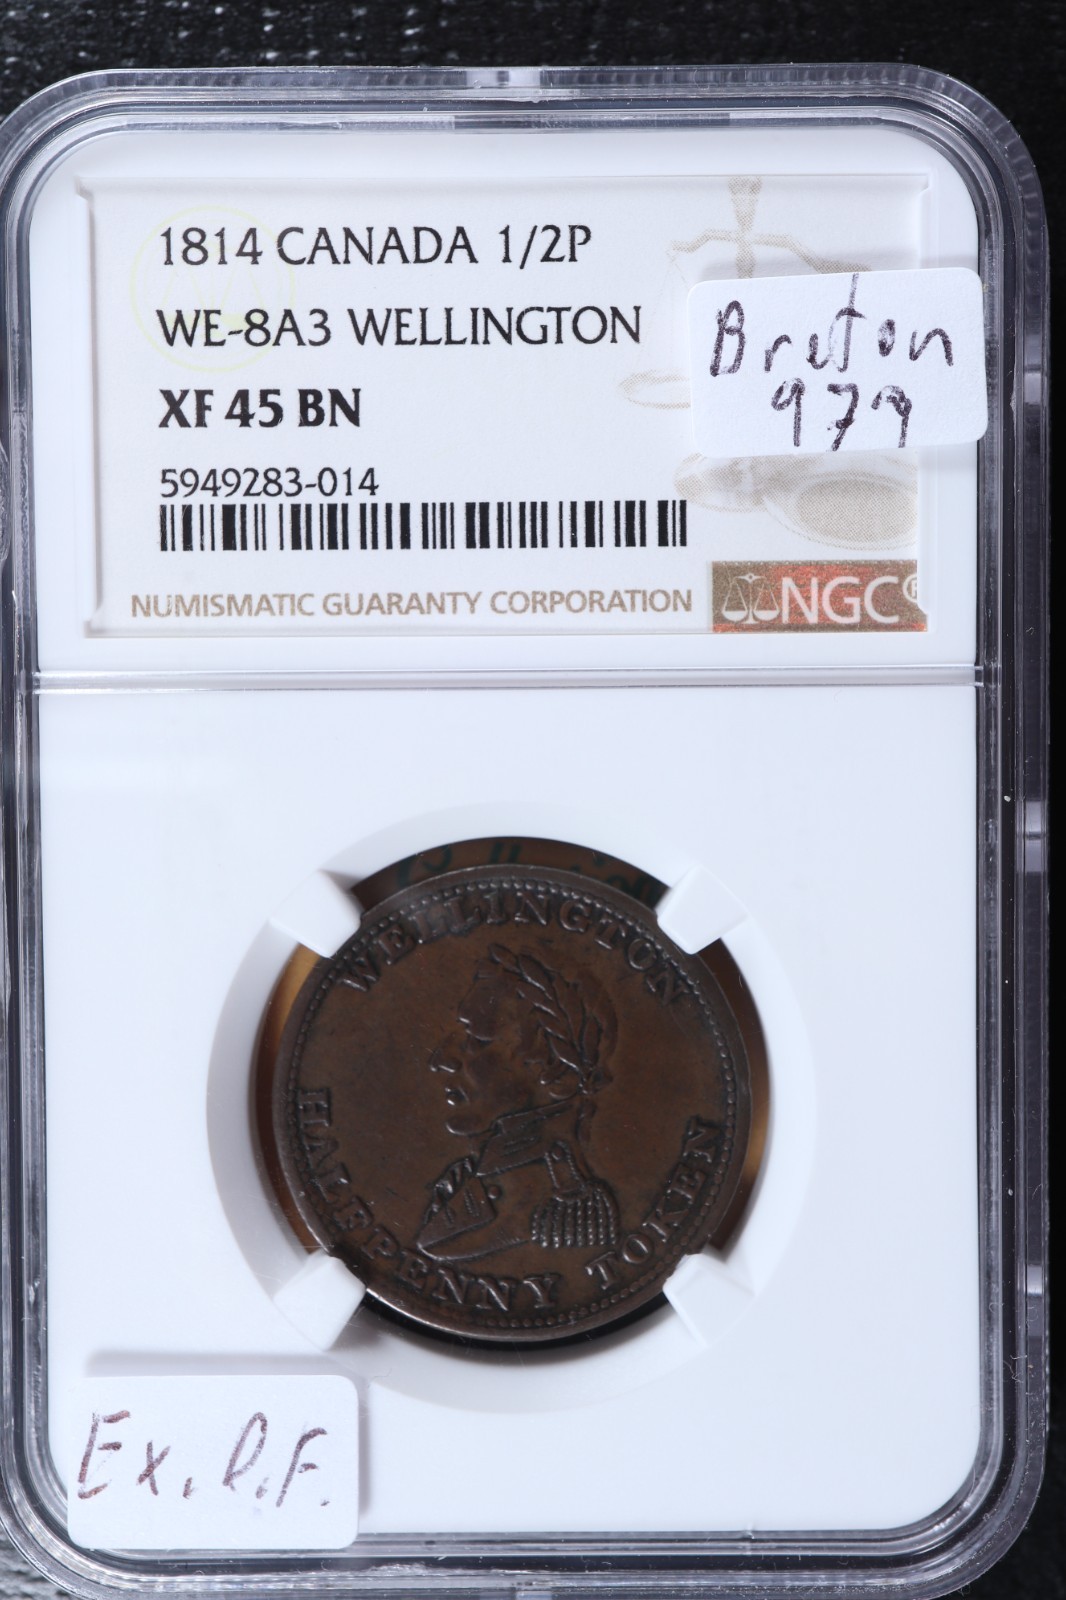 1814 CANADA 1/2P
WE-8A3 WELLINGTON
XF 45 BN
5949283-014
NUMISMATIC GUARANTY CORPORATION
NGC®
Breton
979
WELLINGTON
HALFPENNY TOKEN
Ex. D.F.